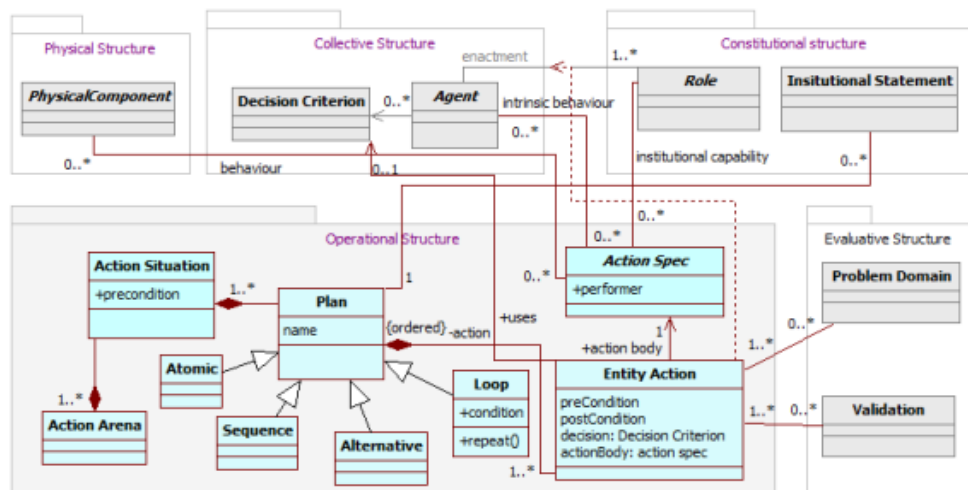 Physical Structure
Collective Structure
Constitutional structure
enactment
1..*
PhysicalComponent
Decision Criterion
0..*
Agent
intrinsic behaviour
Role
Insitutional Statement
0..*
institutional capability
0..*
behaviour
0..1
0..*
0..*
Operational Structure
0..*
Evaluative Structure
Action Situation
+precondition
1..*
Plan
name
1
{ordered}
-action
+uses
0..*
Action Spec
+performer
1
+action body
Problem Domain
0..*
1..*
Atomic
Loop
+condition
+repeat()
Entity Action
preCondition
postCondition
decision: Decision Criterion
actionBody: action spec
1..*
0..*
Validation
1..*
Action Arena
Sequence
Alternative
1..*